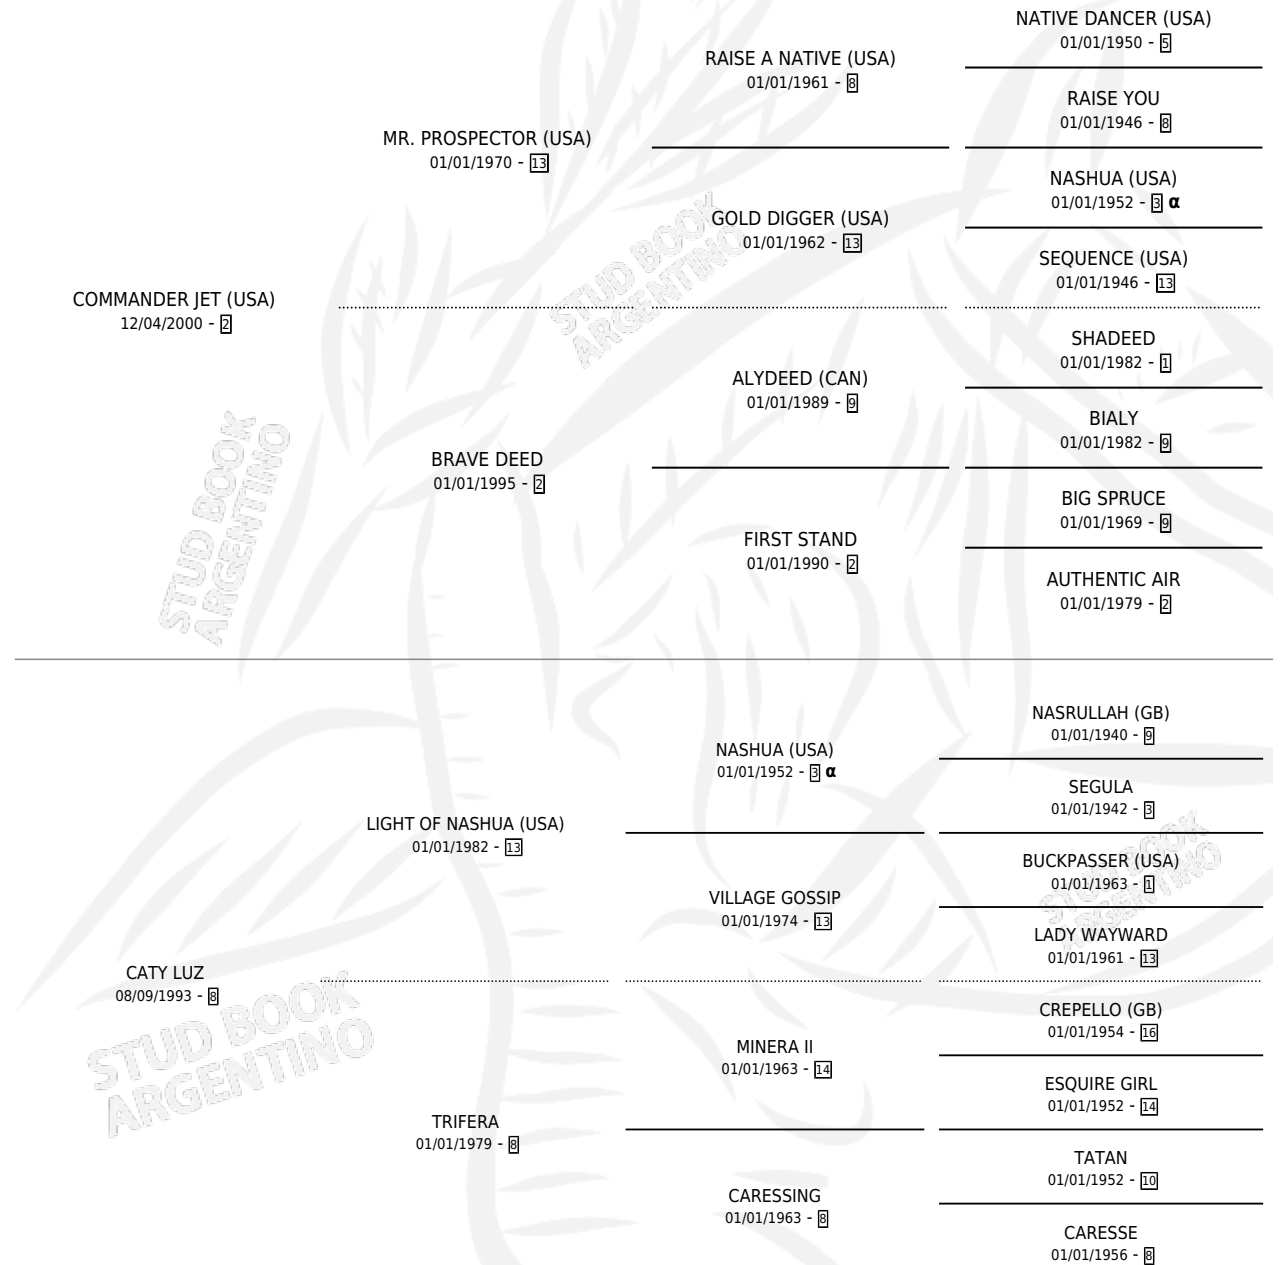 NATIVE DANCER (USA)
01/01/1950 - 5
RAISE A NATIVE (USA)
01/01/1961 - 8
RAISE YOU
01/01/1946 - 8
MR. PROSPECTOR (USA)
01/01/1970 - 13
NASHUA (USA)
01/01/1952 - 3 α
GOLD DIGGER (USA)
01/01/1962 - 13
SEQUENCE (USA)
01/01/1946 - 13
COMMANDER JET (USA)
12/04/2000 - 2
STUD BOOK
ARGENTINO
SHADEED
01/01/1982 - 1
ALYDEED (CAN)
01/01/1989 - 9
BIALY
01/01/1982 - 9
BRAVE DEED
01/01/1995 - 2
BIG SPRUCE
01/01/1969 - 9
FIRST STAND
01/01/1990 - 2
AUTHENTIC AIR
01/01/1979 - 2
STUD BOOK
ARGENTINO
NASRULLAH (GB)
01/01/1940 - 9
NASHUA (USA)
01/01/1952 - 3 α
SEGULA
01/01/1942 - 3
LIGHT OF NASHUA (USA)
01/01/1982 - 13
BUCKPASSER (USA)
01/01/1963 - 1
STUD BOOK
ARGENTINO
VILLAGE GOSSIP
01/01/1974 - 13
LADY WAYWARD
01/01/1961 - 13
CATY LUZ
08/09/1993 - 8
STUD BOOK
ARGENTINO
CREPELLO (GB)
01/01/1954 - 16
MINERA II
01/01/1963 - 14
ESQUIRE GIRL
01/01/1952 - 14
TRIFERA
01/01/1979 - 8
TATAN
01/01/1952 - 10
CARESSING
01/01/1963 - 8
CARESSE
01/01/1956 - 8